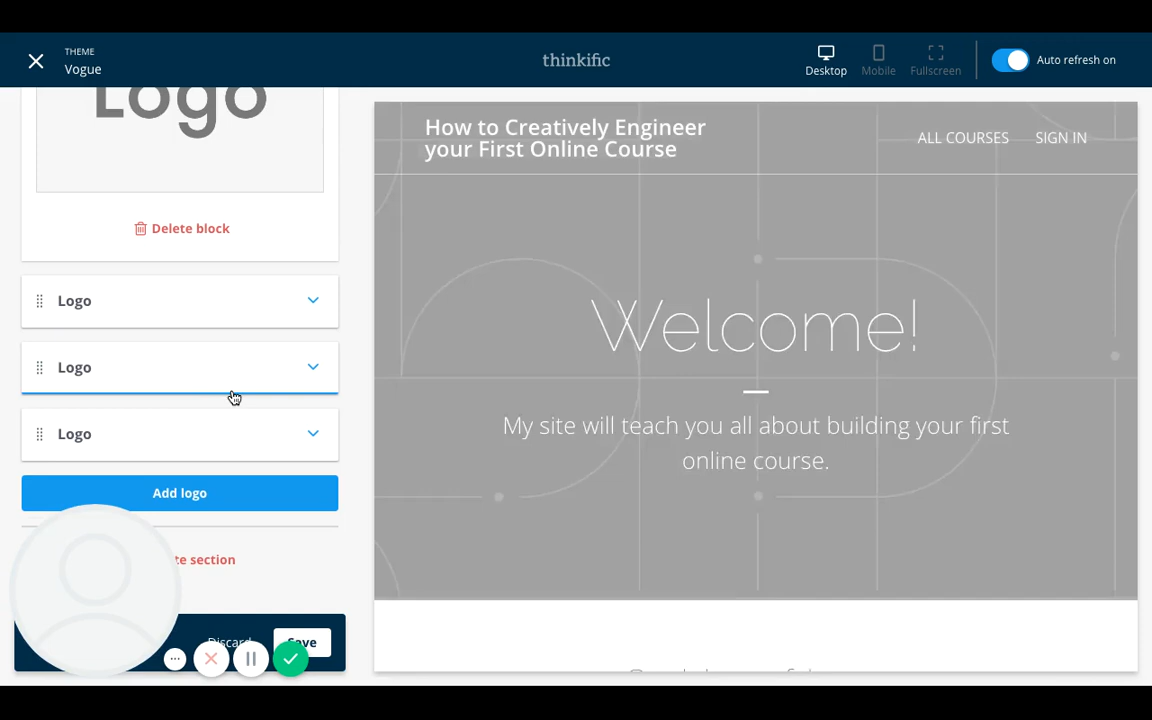 THEME
Vogue
thinkific
Desktop
Mobile
Fullscreen
Auto refresh on
Logo
Delete block
Logo
Logo
Logo
Add logo
te section
Discard
Save
How to Creatively Engineer
your First Online Course
ALL COURSES
SIGN IN
Welcome!
My site will teach you all about building your first
online course.